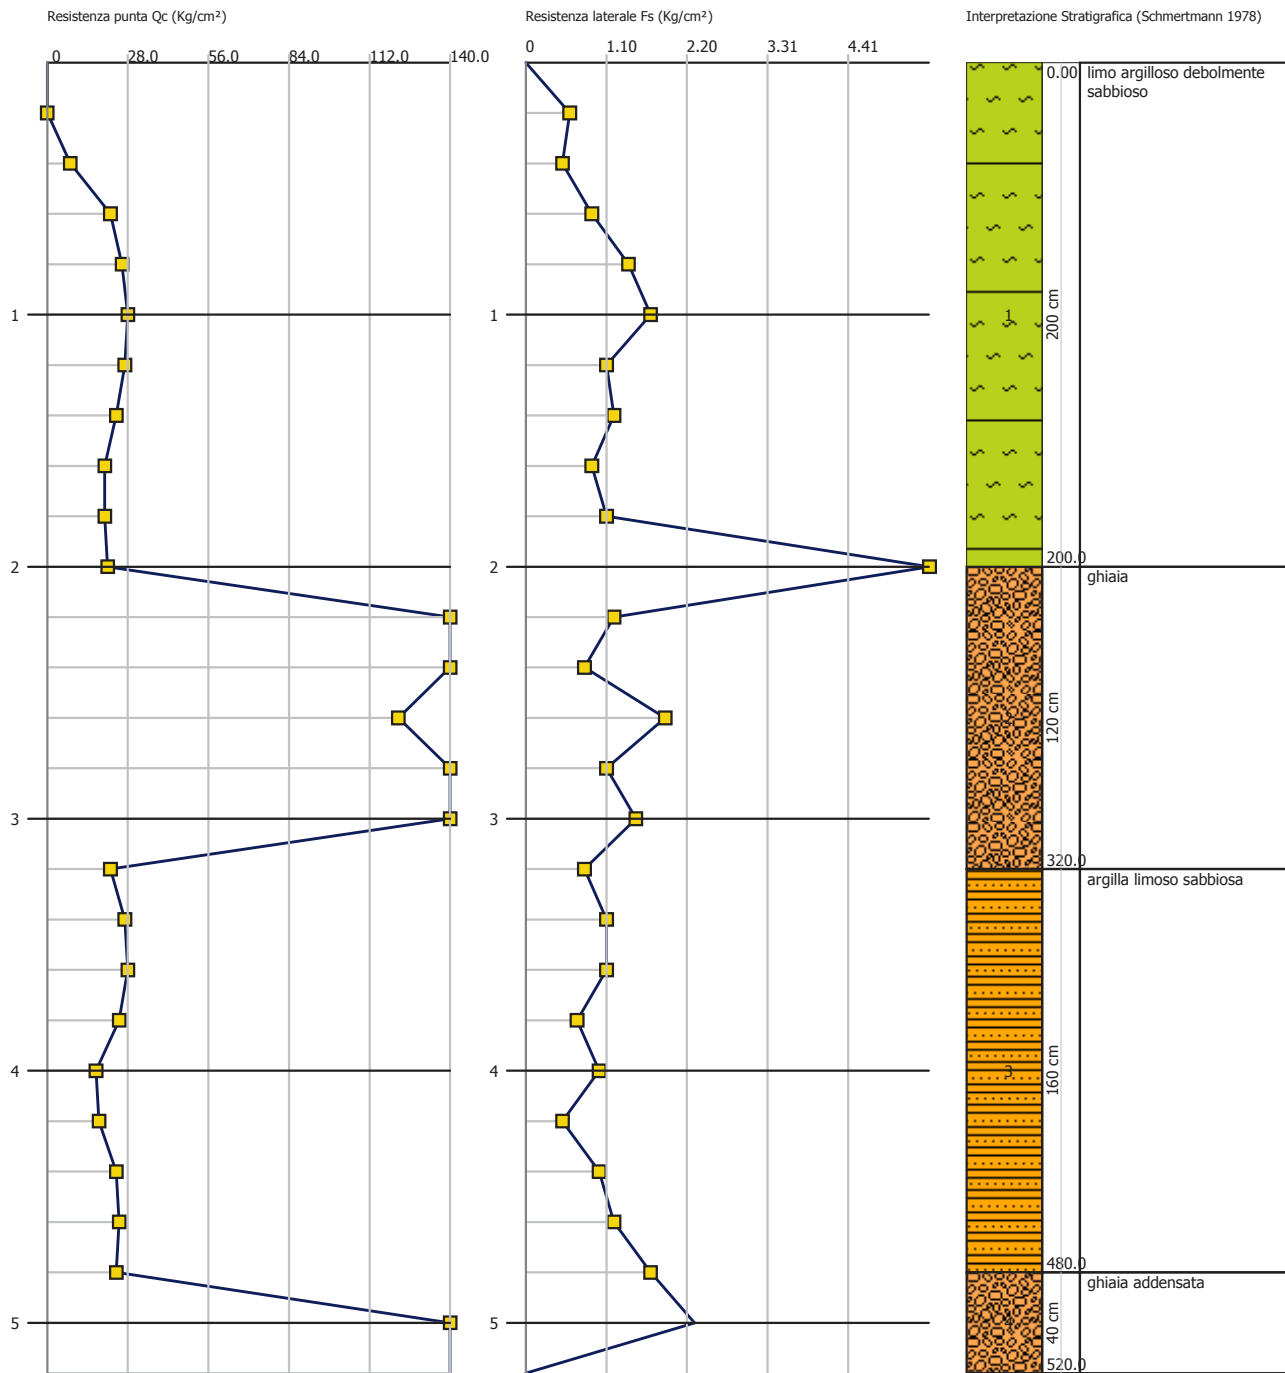 Resistenza punta Qc (Kg/cm²)
Resistenza laterale Fs (Kg/cm²)
Interpretazione Stratigrafica (Schmertmann 1978)
0 28.0 56.0 84.0 112.0 140.0
0 1.10 2.20 3.31 4.41
0.00
limo argilloso debolmente
sabbioso
1
1
1
200 cm
2
2
200.0
ghiaia
120 cm
3
3
320.0
argilla limoso sabbiosa
4
4
3
160 cm
480.0
ghiaia addensata
5
5
4
40 cm
520.0